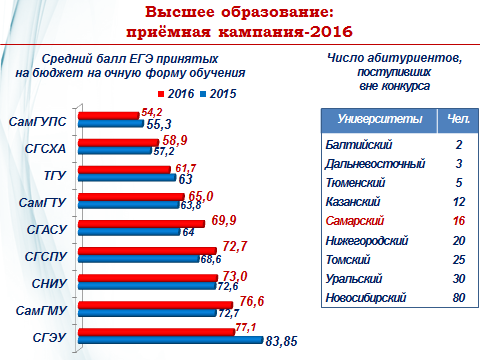 Высшее образование:
приёмная кампания-2016
Средний балл ЕГЭ принятых
на бюджет на очную форму обучения
2016 2015
СамГУПС 54,2
55,3
СГСХА 58,9
57,2
ТГУ 61,7
63
СамГТУ 65,0
63,8
СГАСУ 69,9
64
СГСПУ 72,7
68,6
СНИУ 73,0
72,6
СамГМУ 76,6
72,7
СГЭУ 77,1
83,85
Число абитуриентов,
поступивших
вне конкурса
Университеты Чел.
Балтийский 2
Дальневосточный 3
Тюменский 5
Казанский 12
Самарский 16
Нижегородский 20
Томский 25
Уральский 30
Новосибирский 80